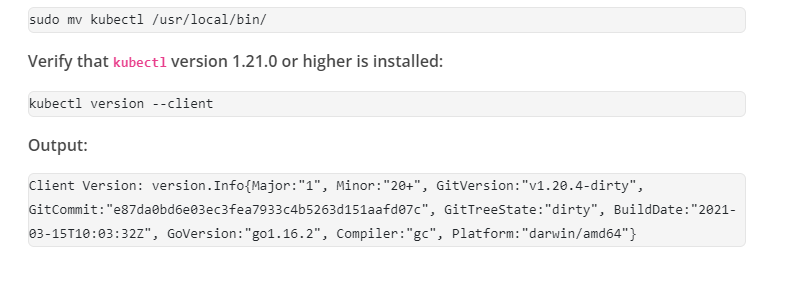 sudo mv kubectl /usr/local/bin/
Verify that kubectl version 1.21.0 or higher is installed:
kubectl version --client
Output:
Client Version: version.Info{Major:"1", Minor:"20+", GitVersion:"v1.20.4-dirty",
GitCommit:"e87da0bd6e03ec3fea7933c4b5263d151aafd07c", GitTreeState:"dirty", BuildDate:"2021-
03-15T10:03:32Z", GoVersion:"go1.16.2", Compiler:"gc", Platform:"darwin/amd64"}